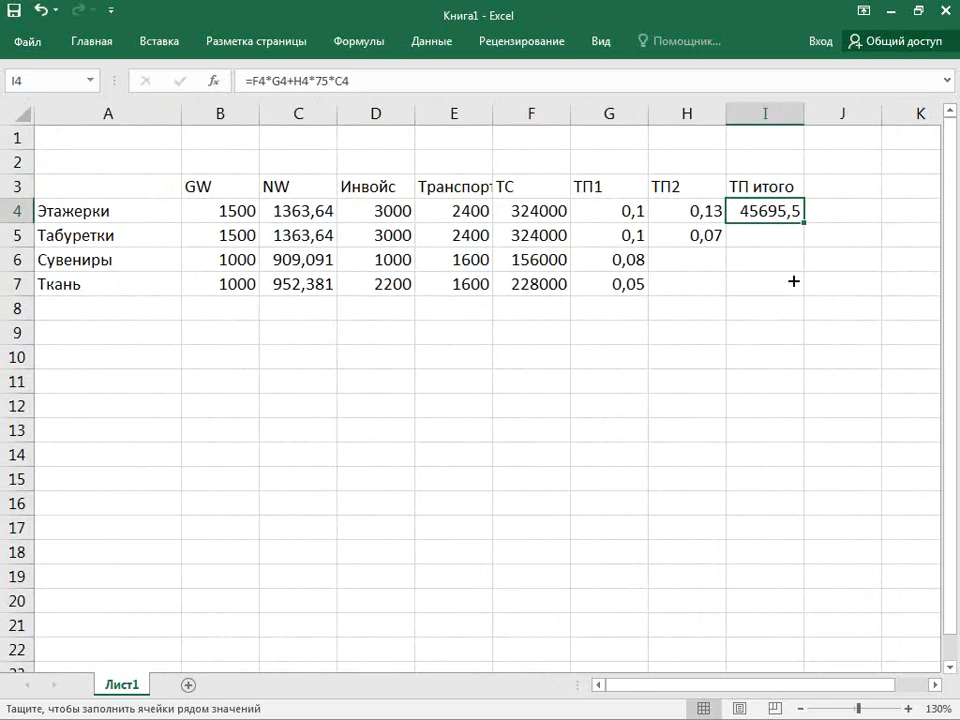 Книга1 - Excel
Файл Главная Вставка Разметка страницы Формулы Данные Рецензирование Вид Помощник... Вход Общий доступ
I4 fx =F4*G4+H4*75*C4
A B C D E F G H I J K
1
2
3 GW NW Инвойс Транспорт ТС ТП1 ТП2 ТП итого
4 Этажерки 1500 1363,64 3000 2400 324000 0,1 0,13 45695,5
5 Табуретки 1500 1363,64 3000 2400 324000 0,1 0,07
6 Сувениры 1000 909,091 1000 1600 156000 0,08
7 Ткань 1000 952,381 2200 1600 228000 0,05
8
9
10
11
12
13
14
15
16
17
18
19
20
21
22
Лист1
Тащите, чтобы заполнить ячейки рядом значений 130%